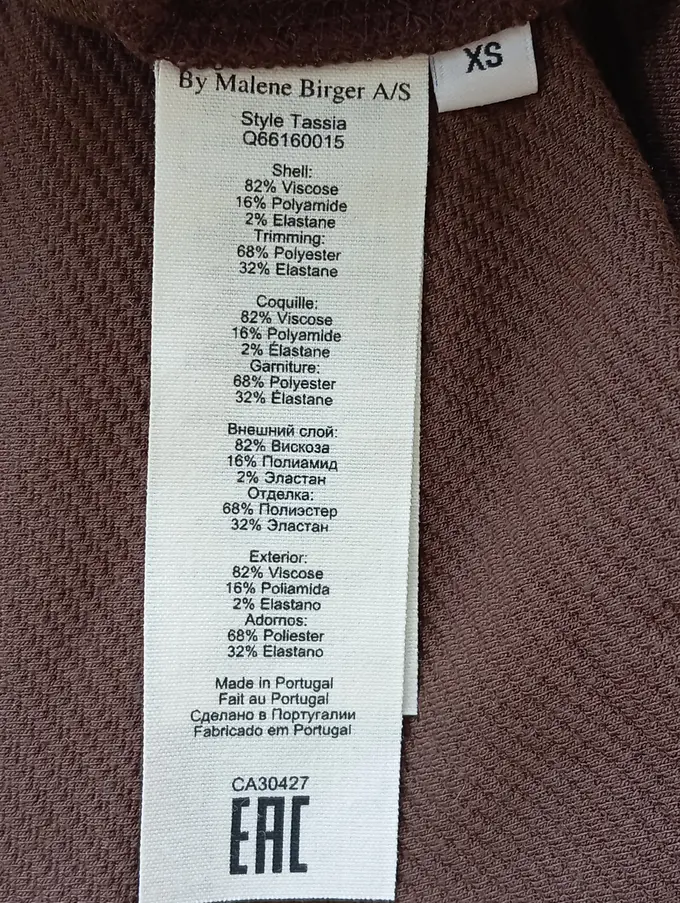 By Malene Birger A/S
XS
Style Tassia
Q66160015
Shell:
82% Viscose
16% Polyamide
2% Elastane
Trimming:
68% Polyester
32% Elastane
Coquille:
82% Viscose
16% Polyamide
2% Élastane
Garniture:
68% Polyester
32% Élastane
Внешний слой:
82% Вискоза
16% Полиамид
2% Эластан
Отделка:
68% Полиэстер
32% Эластан
Exterior:
82% Viscose
16% Poliamida
2% Elastano
Adornos:
68% Poliester
32% Elastano
Made in Portugal
Fait au Portugal
Сделано в Португалии
Fabricado em Portugal
CA30427
EAC